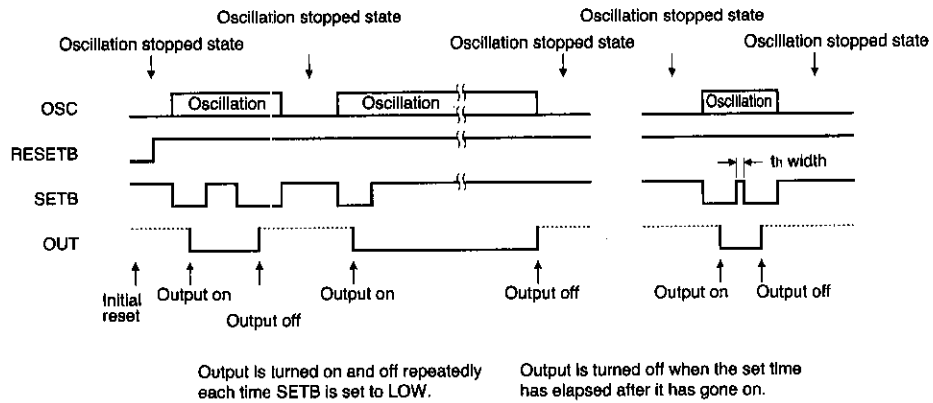 Oscillation stopped state
Oscillation stopped state
Oscillation stopped state
Oscillation stopped state
Oscillation stopped state
Oscillation stopped state
OSC
Oscillation
Oscillation
Oscillation
RESETB
th width
SETB
OUT
Initial
reset
Output on
Output off
Output on
Output off
Output on
Output off
Output is turned on and off repeatedly
each time SETB is set to LOW.
Output is turned off when the set time
has elapsed after it has gone on.